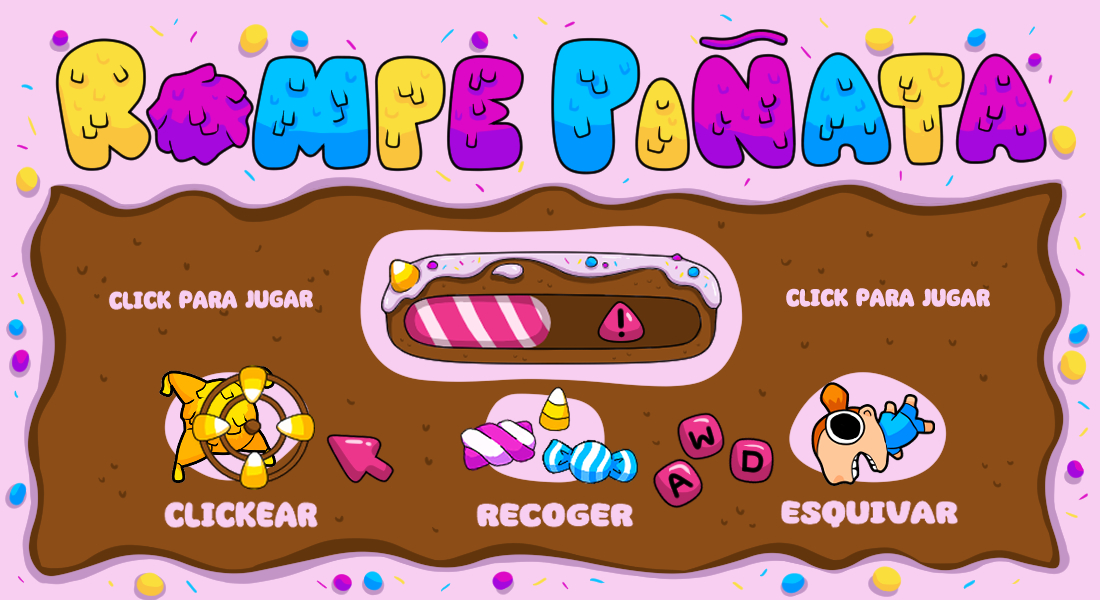 ROMPE PIÑATA
CLICK PARA JUGAR
!
CLICK PARA JUGAR
W
A
D
CLICKEAR
RECOGER
ESQUIVAR